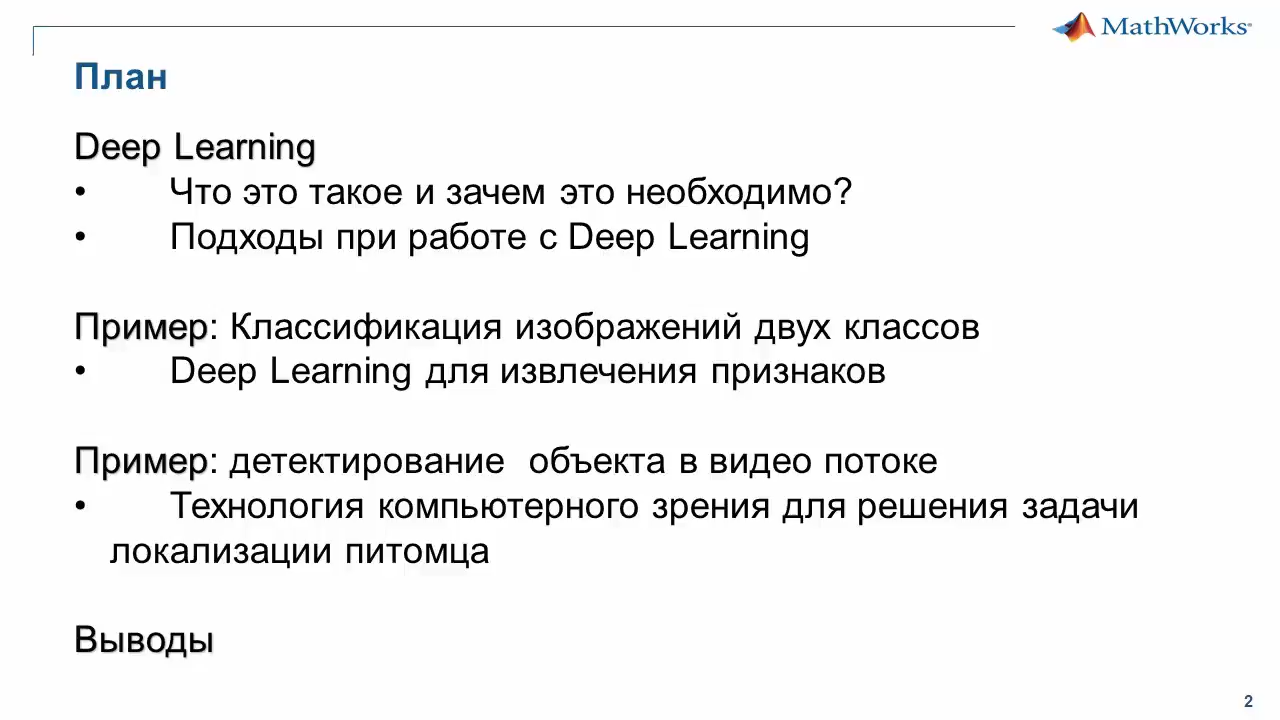 MathWorks®
План
Deep Learning
• Что это такое и зачем это необходимо?
• Подходы при работе с Deep Learning
Пример: Классификация изображений двух классов
• Deep Learning для извлечения признаков
Пример: детектирование  объекта в видео потоке
• Технология компьютерного зрения для решения задачи
локализации питомца
Выводы
2